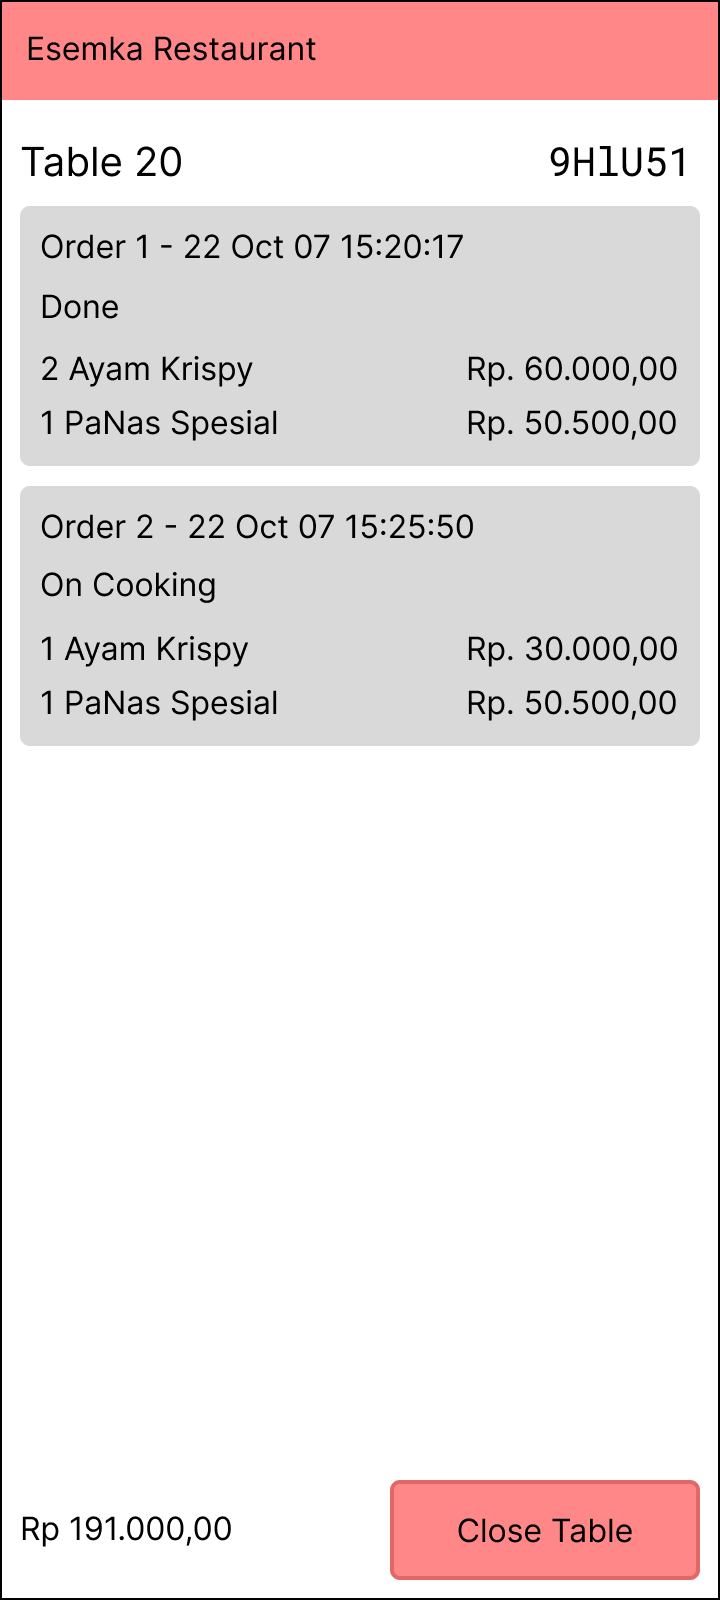 Esemka Restaurant
Table 20 9HlU51
Order 1 - 22 Oct 07 15:20:17
Done
2 Ayam Krispy Rp. 60.000,00
1 PaNas Spesial Rp. 50.500,00
Order 2 - 22 Oct 07 15:25:50
On Cooking
1 Ayam Krispy Rp. 30.000,00
1 PaNas Spesial Rp. 50.500,00
Rp 191.000,00 Close Table